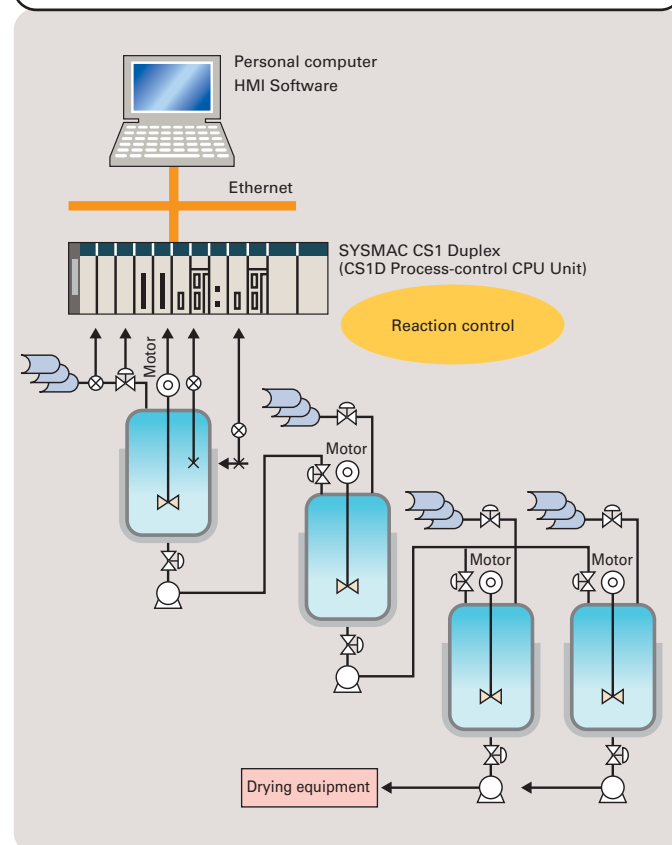 Personal computer
HMI Software
Ethernet
SYSMAC CS1 Duplex
(CS1D Process-control CPU Unit)
Reaction control
Motor
Motor
Motor
Motor
Drying equipment